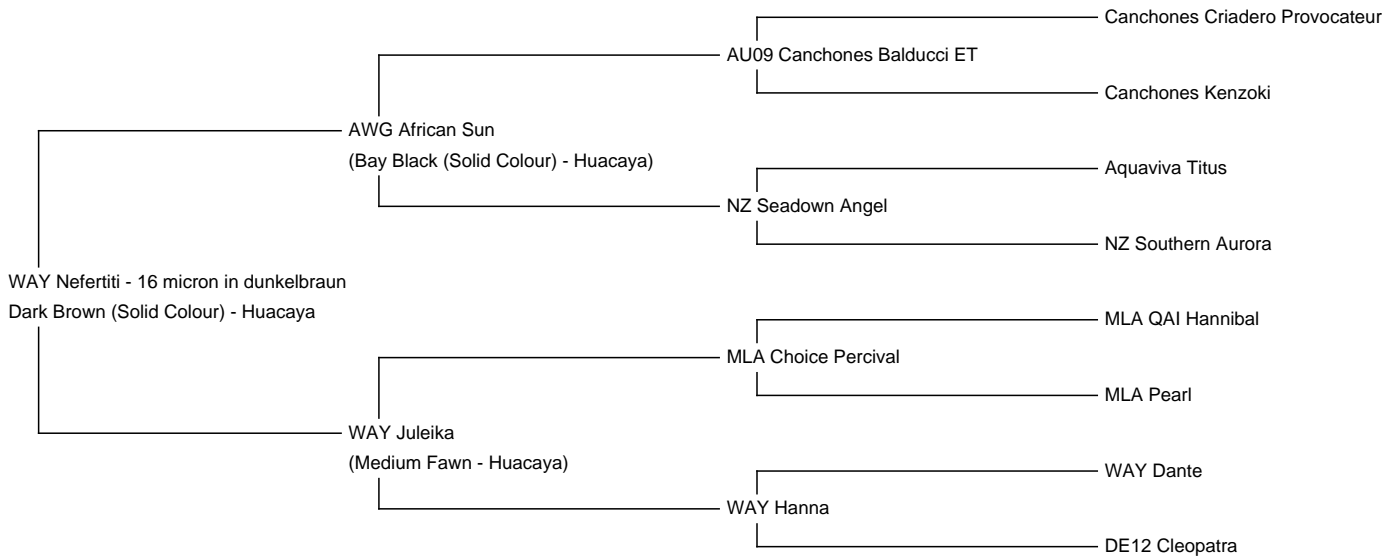 Canchones Criadero Provocateur
AU09 Canchones Balducci ET
Canchones Kenzoki
AWG African Sun
(Bay Black (Solid Colour) - Huacaya)
Aquaviva Titus
NZ Seadown Angel
NZ Southern Aurora
WAY Nefertiti - 16 micron in dunkelbraun
Dark Brown (Solid Colour) - Huacaya
MLA QAI Hannibal
MLA Choice Percival
MLA Pearl
WAY Juleika
(Medium Fawn - Huacaya)
WAY Dante
WAY Hanna
DE12 Cleopatra